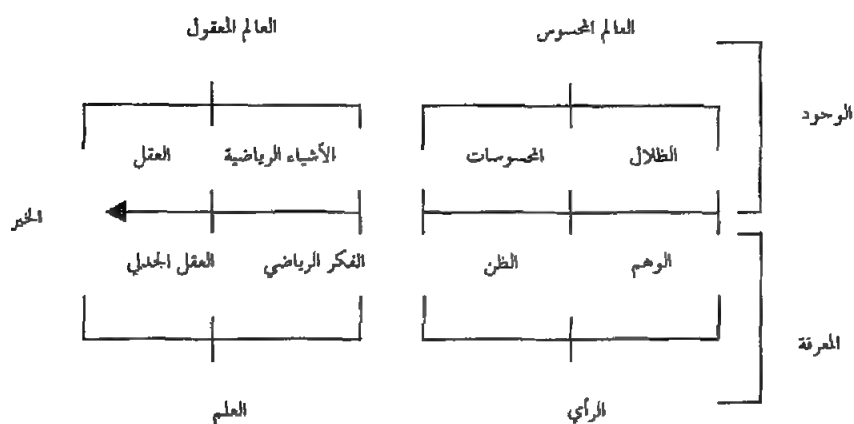 العالم المحسوس
العالم المعقول
الوجود
الظلال
المحسوسات
الأشياء الرياضية
العقل
الخير
الوهم
الظن
الفكر الرياضي
العقل الجدلي
المعرفة
الرأي
العلم